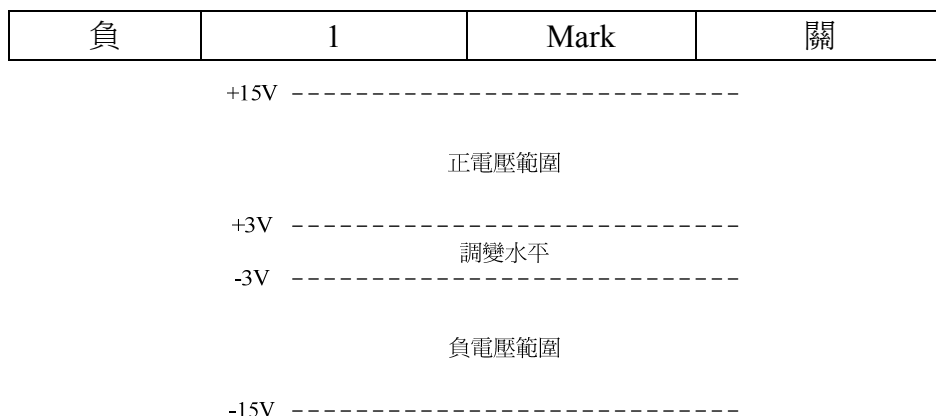 負 1 Mark 關
+15V
正電壓範圍
+3V
調變水平
-3V
負電壓範圍
-15V